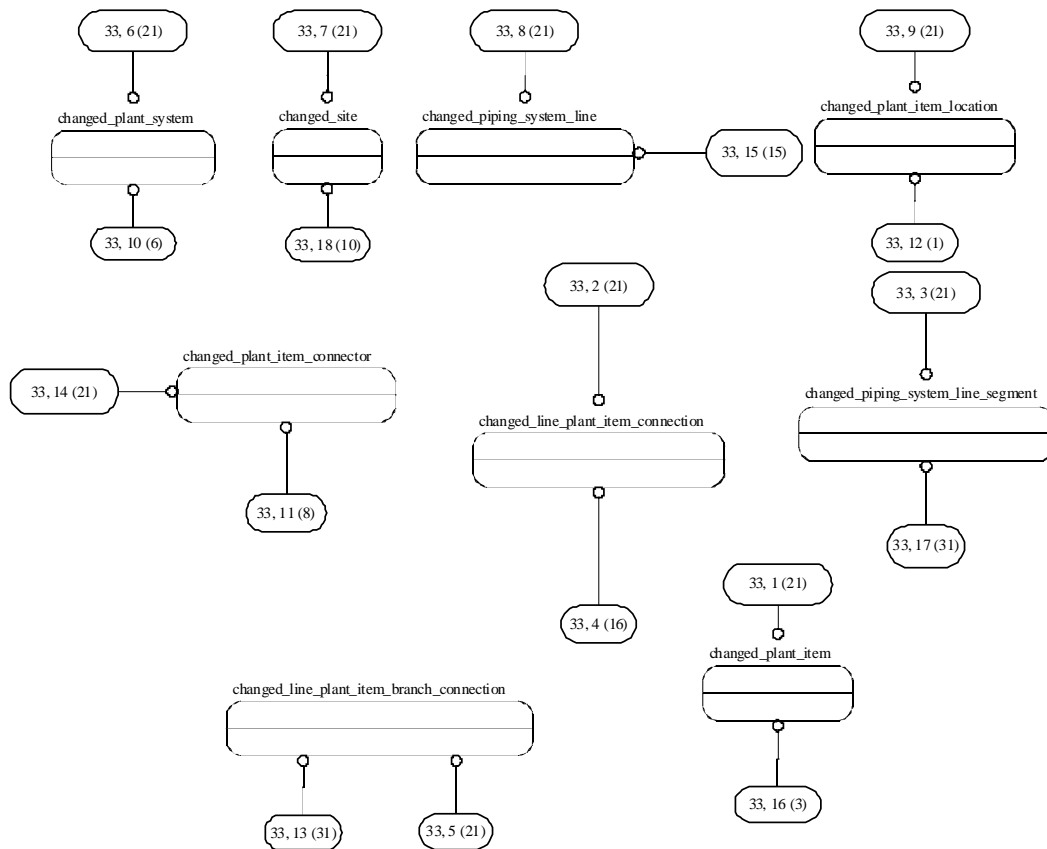 33, 6 (21)
33, 7 (21)
33, 8 (21)
33, 9 (21)
changed_plant_system
changed_site
changed_piping_system_line
changed_plant_item_location
33, 15 (15)
33, 10 (6)
33, 18 (10)
33, 12 (1)
33, 2 (21)
33, 3 (21)
changed_plant_item_connector
33, 14 (21)
changed_piping_system_line_segment
changed_line_plant_item_connection
33, 11 (8)
33, 17 (31)
33, 1 (21)
33, 4 (16)
changed_plant_item
changed_line_plant_item_branch_connection
33, 16 (3)
33, 13 (31)
33, 5 (21)